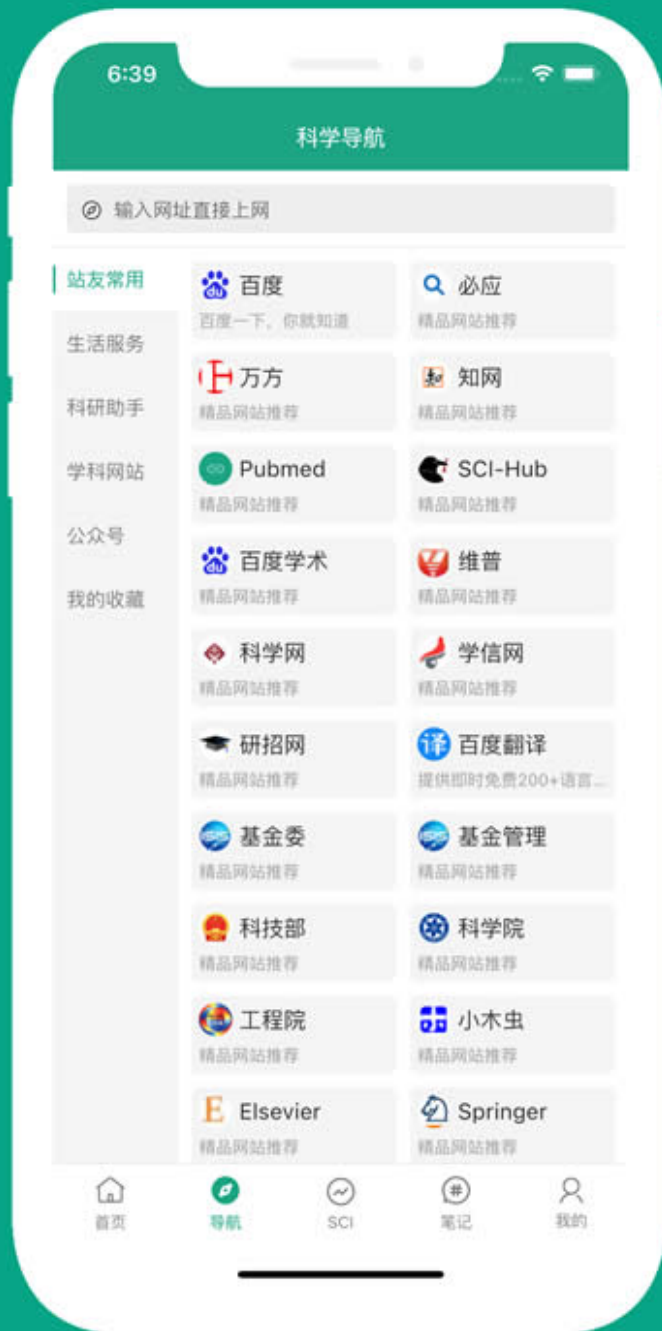 6:39
科学导航
输入网址直接上网
站友常用
生活服务
科研助手
学科网站
公众号
我的收藏
百度
百度一下，你就知道
必应
精品网站推荐
万方
精品网站推荐
知网
精品网站推荐
Pubmed
精品网站推荐
SCI-Hub
精品网站推荐
du
百度学术
精品网站推荐
维普
精品网站推荐
科学网
精品网站推荐
学信网
精品网站推荐
研招网
精品网站推荐
译 百度翻译
提供即时免费200+语言...
基金委
精品网站推荐
基金管理
精品网站推荐
科技部
精品网站推荐
科学院
精品网站推荐
工程院
精品网站推荐
小木虫
精品网站推荐
E Elsevier
精品网站推荐
Springer
精品网站推荐
首页
导航
SCI
#
笔记
我的